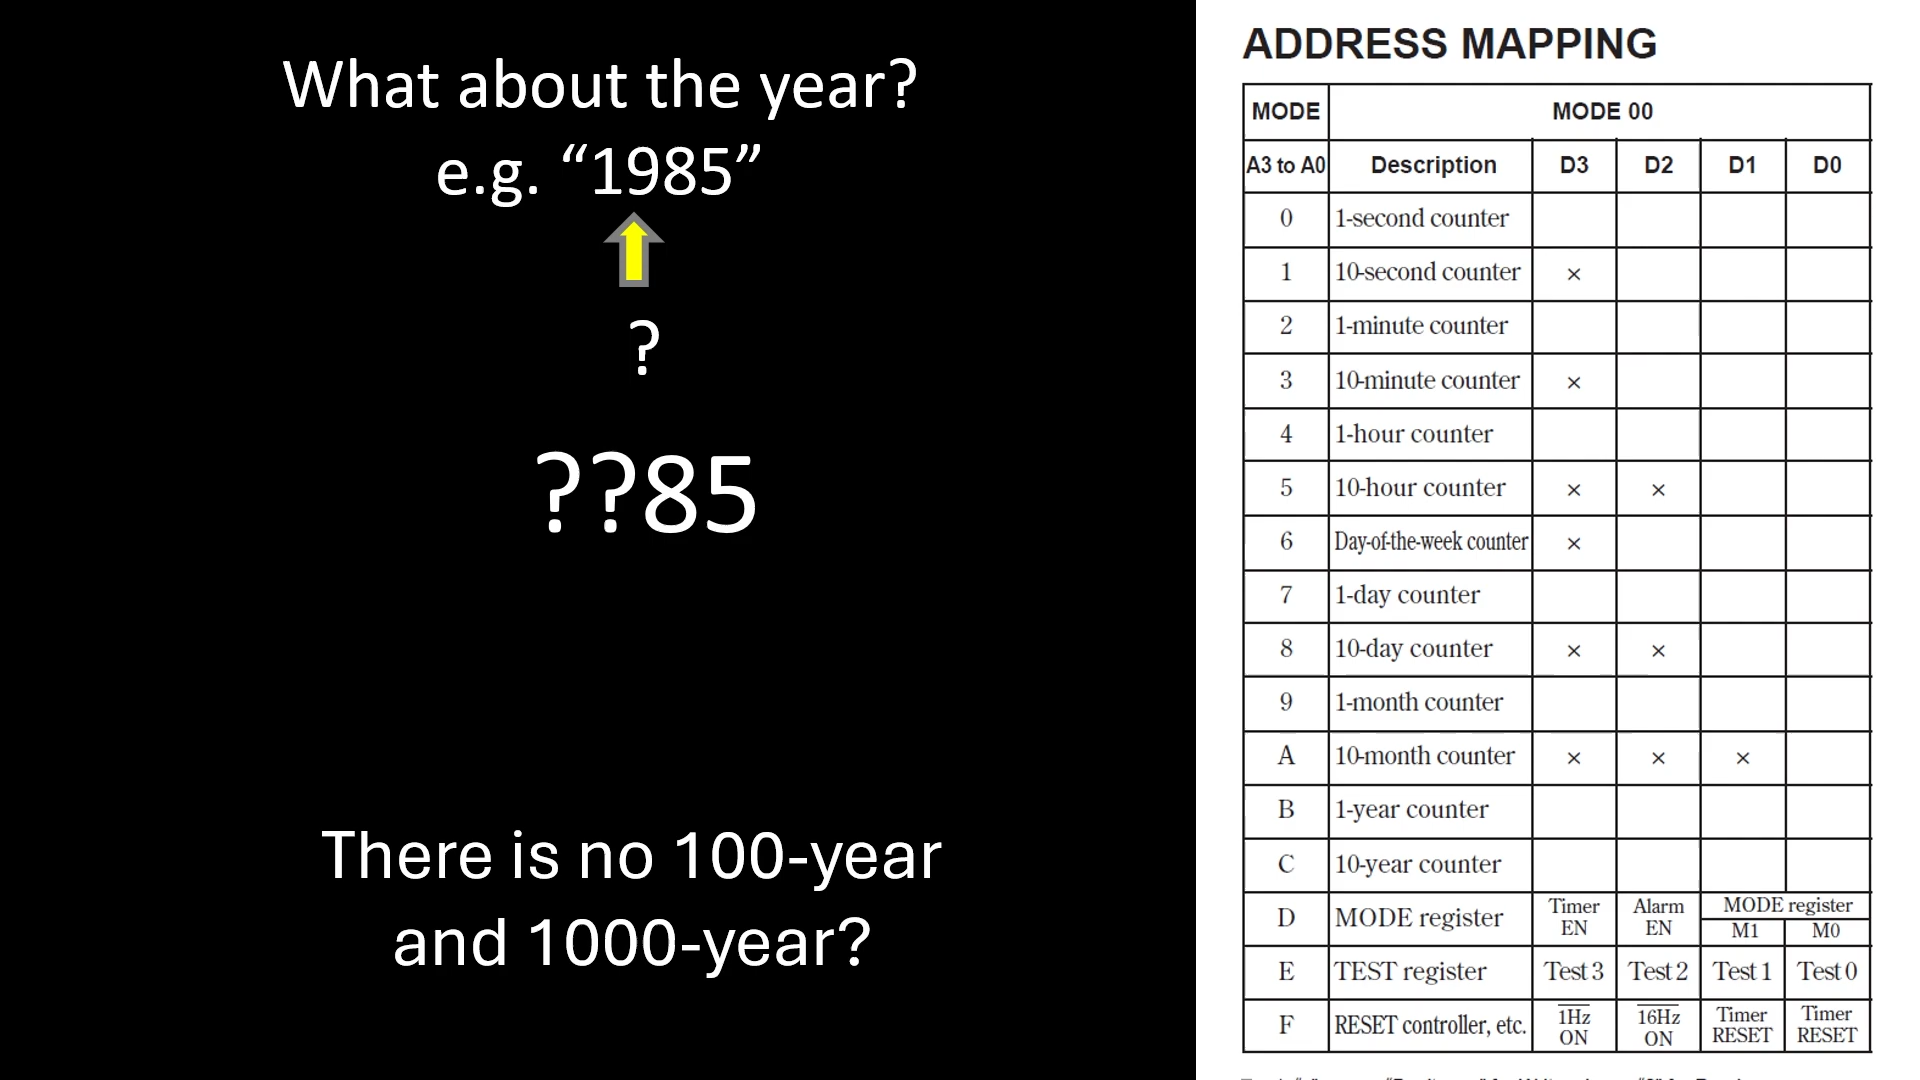 What about the year?
e.g. “1985”
?
??85
There is no 100-year
and 1000-year?
ADDRESS MAPPING
MODE MODE 00
A3 to A0 Description D3 D2 D1 D0
0 1-second counter
1 10-second counter ×
2 1-minute counter
3 10-minute counter ×
4 1-hour counter
5 10-hour counter × ×
6 Day-of-the-week counter ×
7 1-day counter
8 10-day counter × ×
9 1-month counter
A 10-month counter × × ×
B 1-year counter
C 10-year counter
D MODE register Timer EN Alarm EN MODE register M1 M0
E TEST register Test 3 Test 2 Test 1 Test 0
F RESET controller, etc. 1Hz ON 16Hz ON Timer RESET Timer RESET